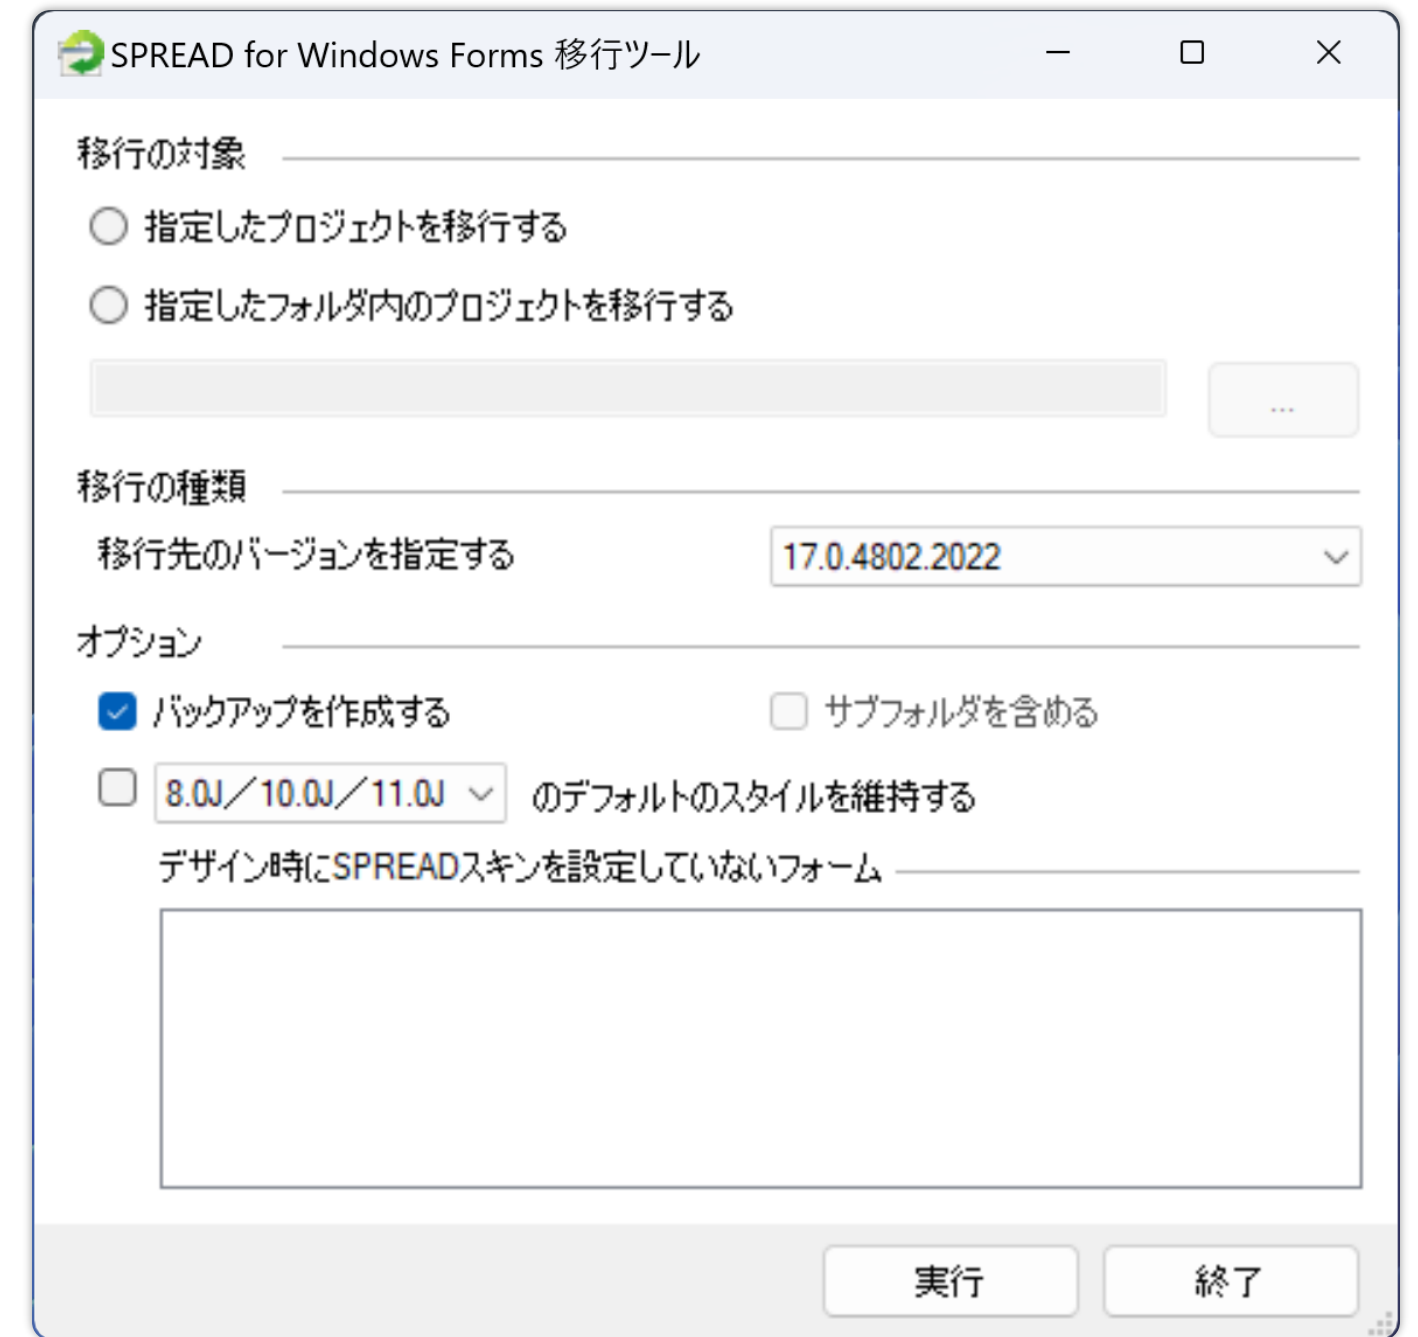 SPREAD for Windows Forms 移行ツール
移行の対象
指定したプロジェクトを移行する
指定したフォルダ内のプロジェクトを移行する
...
移行の種類
移行先のバージョンを指定する 17.0.4802.2022
オプション
バックアップを作成する サブフォルダを含める
8.0J／10.0J／11.0J のデフォルトのスタイルを維持する
デザイン時にSPREADスキンを設定していないフォーム
実行 終了